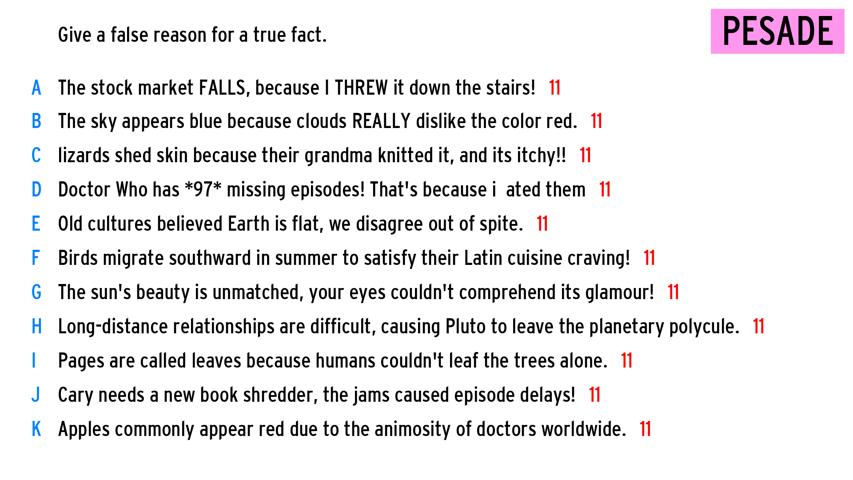 Give a false reason for a true fact.
PESADE
A The stock market FALLS, because I THREW it down the stairs! 11
B The sky appears blue because clouds REALLY dislike the color red. 11
C lizards shed skin because their grandma knitted it, and its itchy!! 11
D Doctor Who has *97* missing episodes! That's because i  ated them 11
E Old cultures believed Earth is flat, we disagree out of spite. 11
F Birds migrate southward in summer to satisfy their Latin cuisine craving! 11
G The sun's beauty is unmatched, your eyes couldn't comprehend its glamour! 11
H Long-distance relationships are difficult, causing Pluto to leave the planetary polycule. 11
I Pages are called leaves because humans couldn't leaf the trees alone. 11
J Cary needs a new book shredder, the jams caused episode delays! 11
K Apples commonly appear red due to the animosity of doctors worldwide. 11